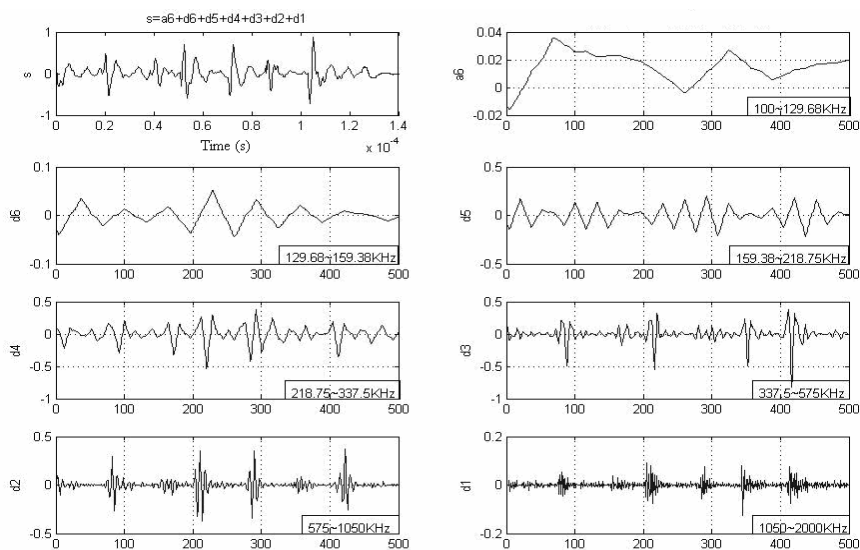 s=a6+d6+d5+d4+d3+d2+d1
s
1
0
-1
0 0.2 0.4 0.6 0.8 1 1.2 1.4
Time (s)
x 10^-4
a6
0.04
0.02
0
-0.02
100~129.68KHz
0 100 200 300 400 500
d6
0.1
0
-0.1
129.68~159.38KHz
0 100 200 300 400 500
d5
0.5
0
-0.5
159.38~218.75KHz
0 100 200 300 400 500
d4
0.5
0
-0.5
-1
218.75~337.5KHz
0 100 200 300 400 500
d3
0.5
0
-0.5
-1
337.5~575KHz
0 100 200 300 400 500
d2
0.5
0
-0.5
575~1050KHz
0 100 200 300 400 500
d1
0.2
0
-0.2
1050~2000KHz
0 100 200 300 400 500